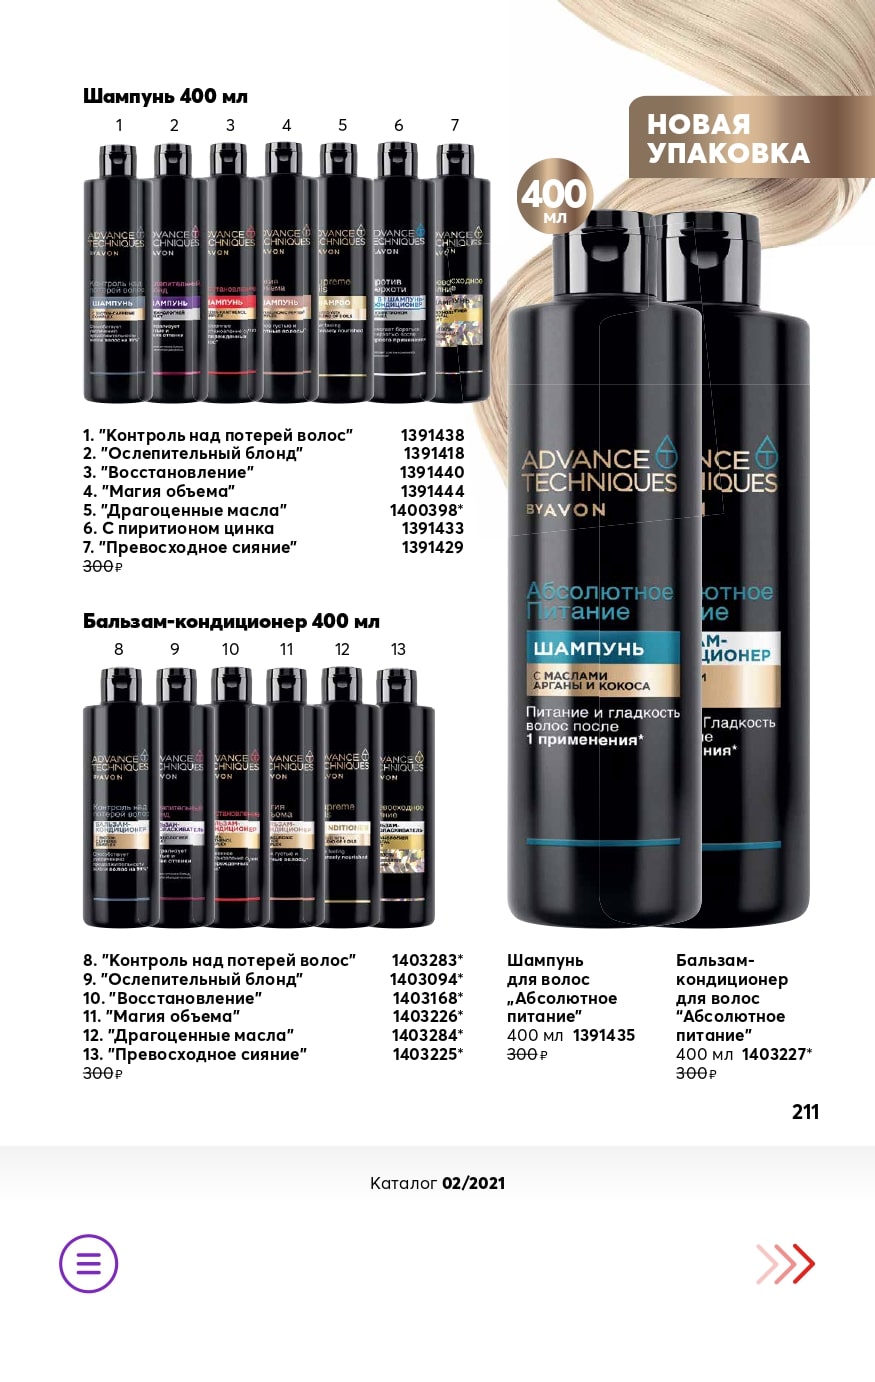 Шампунь 400 мл
1 2 3 4 5 6 7
НОВАЯ
УПАКОВКА
400
МЛ
1. "Контроль над потерей волос" 1391438
2. "Ослепительный блонд" 1391418
3. "Восстановление" 1391440
4. "Магия объема" 1391444
5. "Драгоценные масла" 1400398*
6. С пиритионом цинка 1391433
7. "Превосходное сияние" 1391429
300 ₽
ADVANCE
TECHNIQUES
BY AVON
Абсолютное
Питание
ШАМПУНЬ
С МАСЛАМИ
АРГАНЫ И КОКОСА
Питание и гладкость
волос после
1 применения*
Бальзам-кондиционер 400 мл
8 9 10 11 12 13
8. "Контроль над потерей волос" 1403283*
9. "Ослепительный блонд" 1403094*
10. "Восстановление" 1403168*
11. "Магия объема" 1403226*
12. "Драгоценные масла" 1403284*
13. "Превосходное сияние" 1403225*
300 ₽
Шампунь
для волос
„Абсолютное
питание"
400 мл 1391435
300 ₽
Бальзам-
кондиционер
для волос
“Абсолютное
питание"
400 мл 1403227*
300 ₽
211
Каталог 02/2021